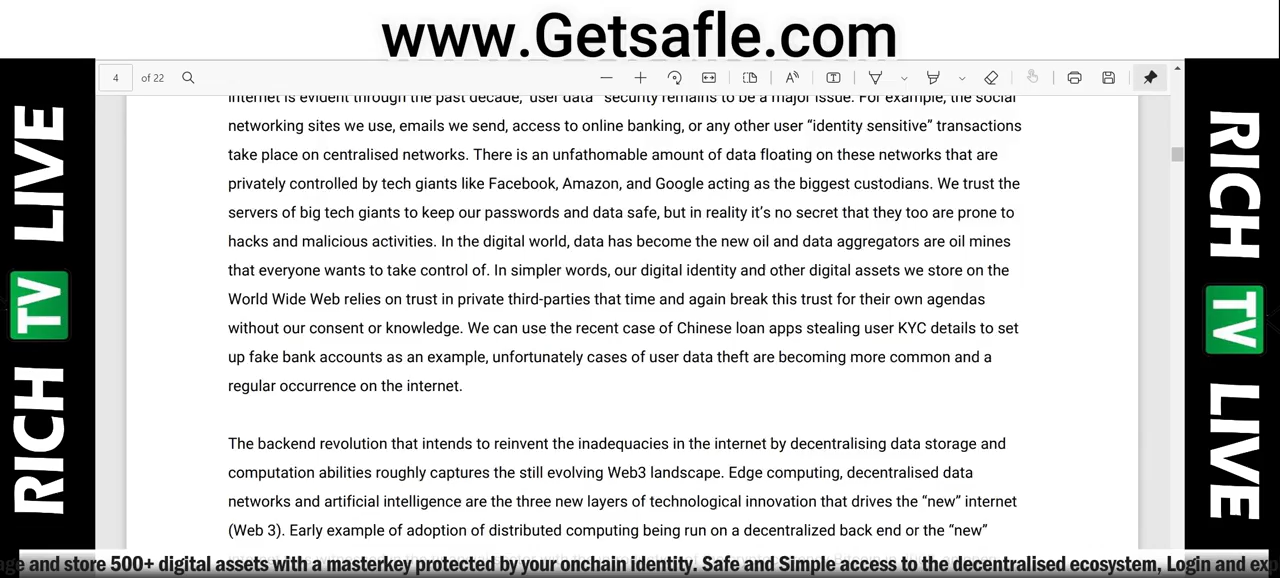 www.Getsafle.com
RICH TV LIVE
4 of 22
internet is evident through the past decade, "user data" security remains to be a major issue. For example, the social
networking sites we use, emails we send, access to online banking, or any other user “identity sensitive” transactions
take place on centralised networks. There is an unfathomable amount of data floating on these networks that are
privately controlled by tech giants like Facebook, Amazon, and Google acting as the biggest custodians. We trust the
servers of big tech giants to keep our passwords and data safe, but in reality it’s no secret that they too are prone to
hacks and malicious activities. In the digital world, data has become the new oil and data aggregators are oil mines
that everyone wants to take control of. In simpler words, our digital identity and other digital assets we store on the
World Wide Web relies on trust in private third-parties that time and again break this trust for their own agendas
without our consent or knowledge. We can use the recent case of Chinese loan apps stealing user KYC details to set
up fake bank accounts as an example, unfortunately cases of user data theft are becoming more common and a
regular occurrence on the internet.
The backend revolution that intends to reinvent the inadequacies in the internet by decentralising data storage and
computation abilities roughly captures the still evolving Web3 landscape. Edge computing, decentralised data
networks and artificial intelligence are the three new layers of technological innovation that drives the “new” internet
(Web 3). Early example of adoption of distributed computing being run on a decentralized back end or the “new”
RICH TV LIVE
and store 500+ digital assets with a masterkey protected by your onchain identity. Safe and Simple access to the decentralised ecosystem, Login and